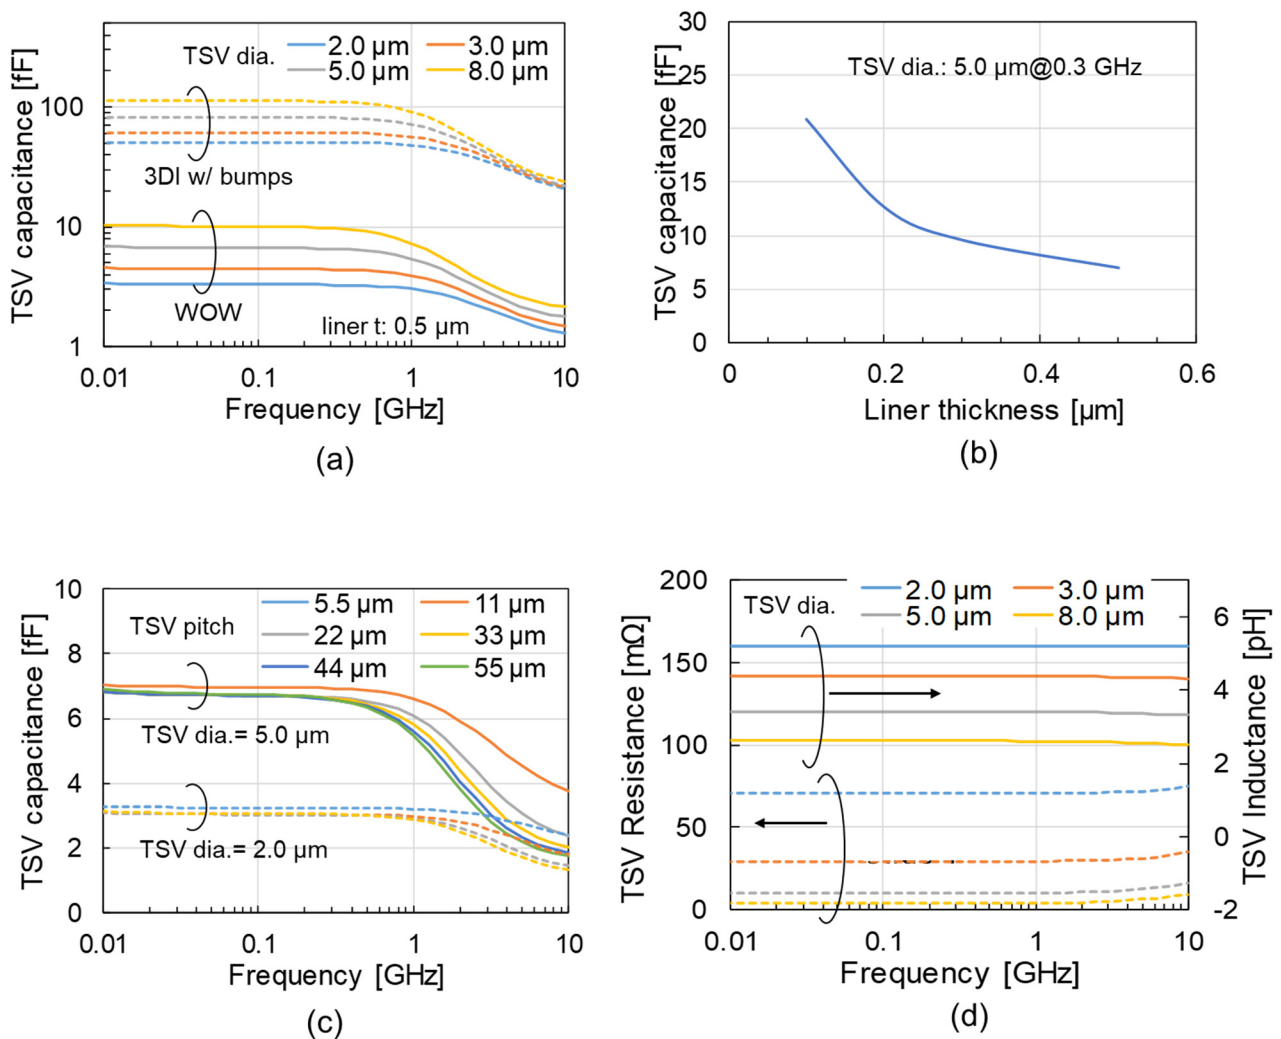 TSV dia.
2.0 µm
3.0 µm
5.0 µm
8.0 µm
TSV capacitance [fF]
100
10
1
3DI w/ bumps
WOW
liner t: 0.5 µm
0.01
0.1
1
10
Frequency [GHz]
(a)
30
25
20
15
10
5
0
TSV capacitance [fF]
TSV dia.: 5.0 µm@0.3 GHz
0
0.2
0.4
0.6
Liner thickness [µm]
(b)
10
8
6
4
2
0
TSV capacitance [fF]
TSV pitch
5.5 µm
11 µm
22 µm
33 µm
44 µm
55 µm
TSV dia.= 5.0 µm
TSV dia.= 2.0 µm
0.01
0.1
1
10
Frequency [GHz]
(c)
200
150
100
50
0
TSV Resistance [mΩ]
TSV dia.
2.0 µm
3.0 µm
5.0 µm
8.0 µm
6
4
2
0
-2
TSV Inductance [pH]
0.01
0.1
1
10
Frequency [GHz]
(d)